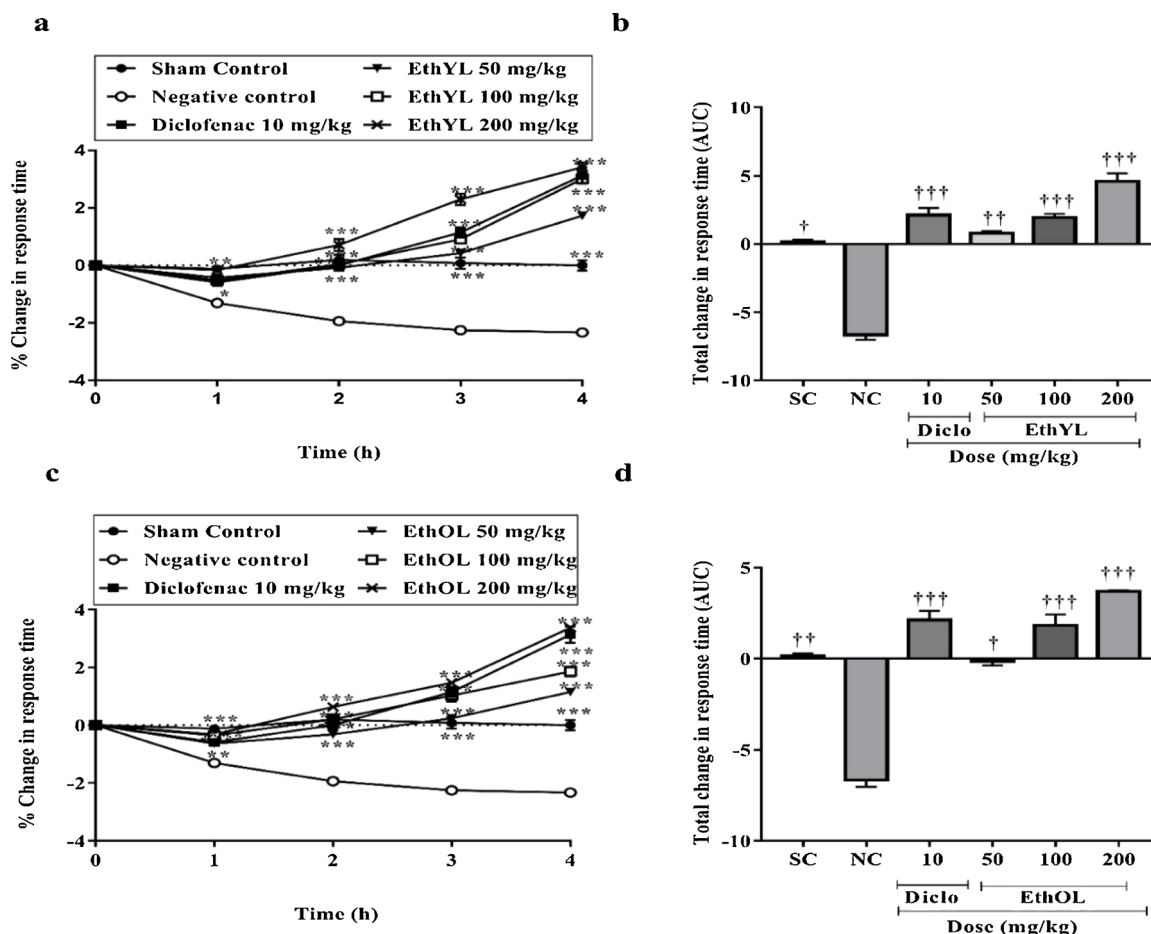 a
Sham Control
EthYL 50 mg/kg
Negative control
EthYL 100 mg/kg
Diclofenac 10 mg/kg
EthYL 200 mg/kg
% Change in response time
4
2
0
-2
-4
0 1 2 3 4
Time (h)
*** *** *** *** *** *** *** *** *** ** *
b
Total change in response time (AUC)
10
5
0
-5
-10
† ††† †† ††† †††
SC NC 10 50 100 200
Diclo EthYL
Dose (mg/kg)
c
Sham Control
EthOL 50 mg/kg
Negative control
EthOL 100 mg/kg
Diclofenac 10 mg/kg
EthOL 200 mg/kg
% Change in response time
4
2
0
-2
-4
0 1 2 3 4
Time (h)
*** *** *** *** *** *** *** *** *** *** **
d
Total change in response time (AUC)
5
0
-5
-10
†† ††† † ††† †††
SC NC 10 50 100 200
Diclo EthOL
Dose (mg/kg)